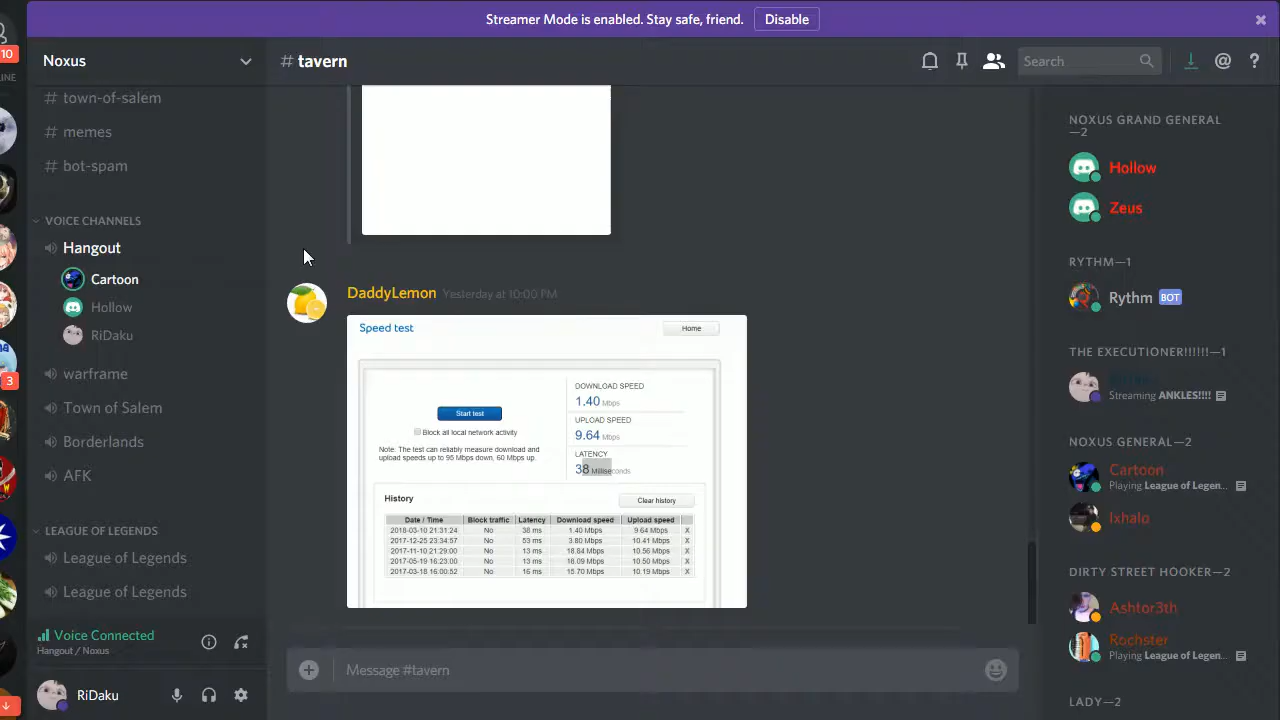 Streamer Mode is enabled. Stay safe, friend.
Disable
10
LINE
3
Noxus
# town-of-salem
# memes
# bot-spam
VOICE CHANNELS
Hangout
Cartoon
Hollow
RiDaku
warframe
Town of Salem
Borderlands
AFK
LEAGUE OF LEGENDS
League of Legends
League of Legends
Voice Connected
Hangout / Noxus
RiDaku
# tavern
Search
DaddyLemon Yesterday at 10:00 PM
Speed test
Home
Start test
Block all local network activity
Note: The test can reliably measure download and
upload speeds up to 95 Mbps down, 60 Mbps up.
DOWNLOAD SPEED
1.40 Mbps
UPLOAD SPEED
9.64 Mbps
LATENCY
38 Milliseconds
History
Clear history
Date / Time Block traffic Latency Download speed Upload speed
2018-03-10 21:31:24 No 38 ms 1.40 Mbps 9.64 Mbps X
2017-12-25 23:34:57 No 53 ms 3.80 Mbps 10.41 Mbps X
2017-11-10 21:29:00 No 13 ms 18.84 Mbps 10.56 Mbps X
2017-05-19 16:23:00 No 13 ms 18.09 Mbps 10.50 Mbps X
2017-03-18 16:00:52 No 16 ms 15.70 Mbps 10.19 Mbps X
Message #tavern
NOXUS GRAND GENERAL
—2
Hollow
Zeus
RYTHM—1
Rythm BOT
THE EXECUTIONER!!!!!!—1
Streaming ANKLES!!!!
NOXUS GENERAL—2
Cartoon
Playing League of Legen...
Ixhalo
DIRTY STREET HOOKER—2
Ashtor3th
Rochster
Playing League of Legen...
LADY—2